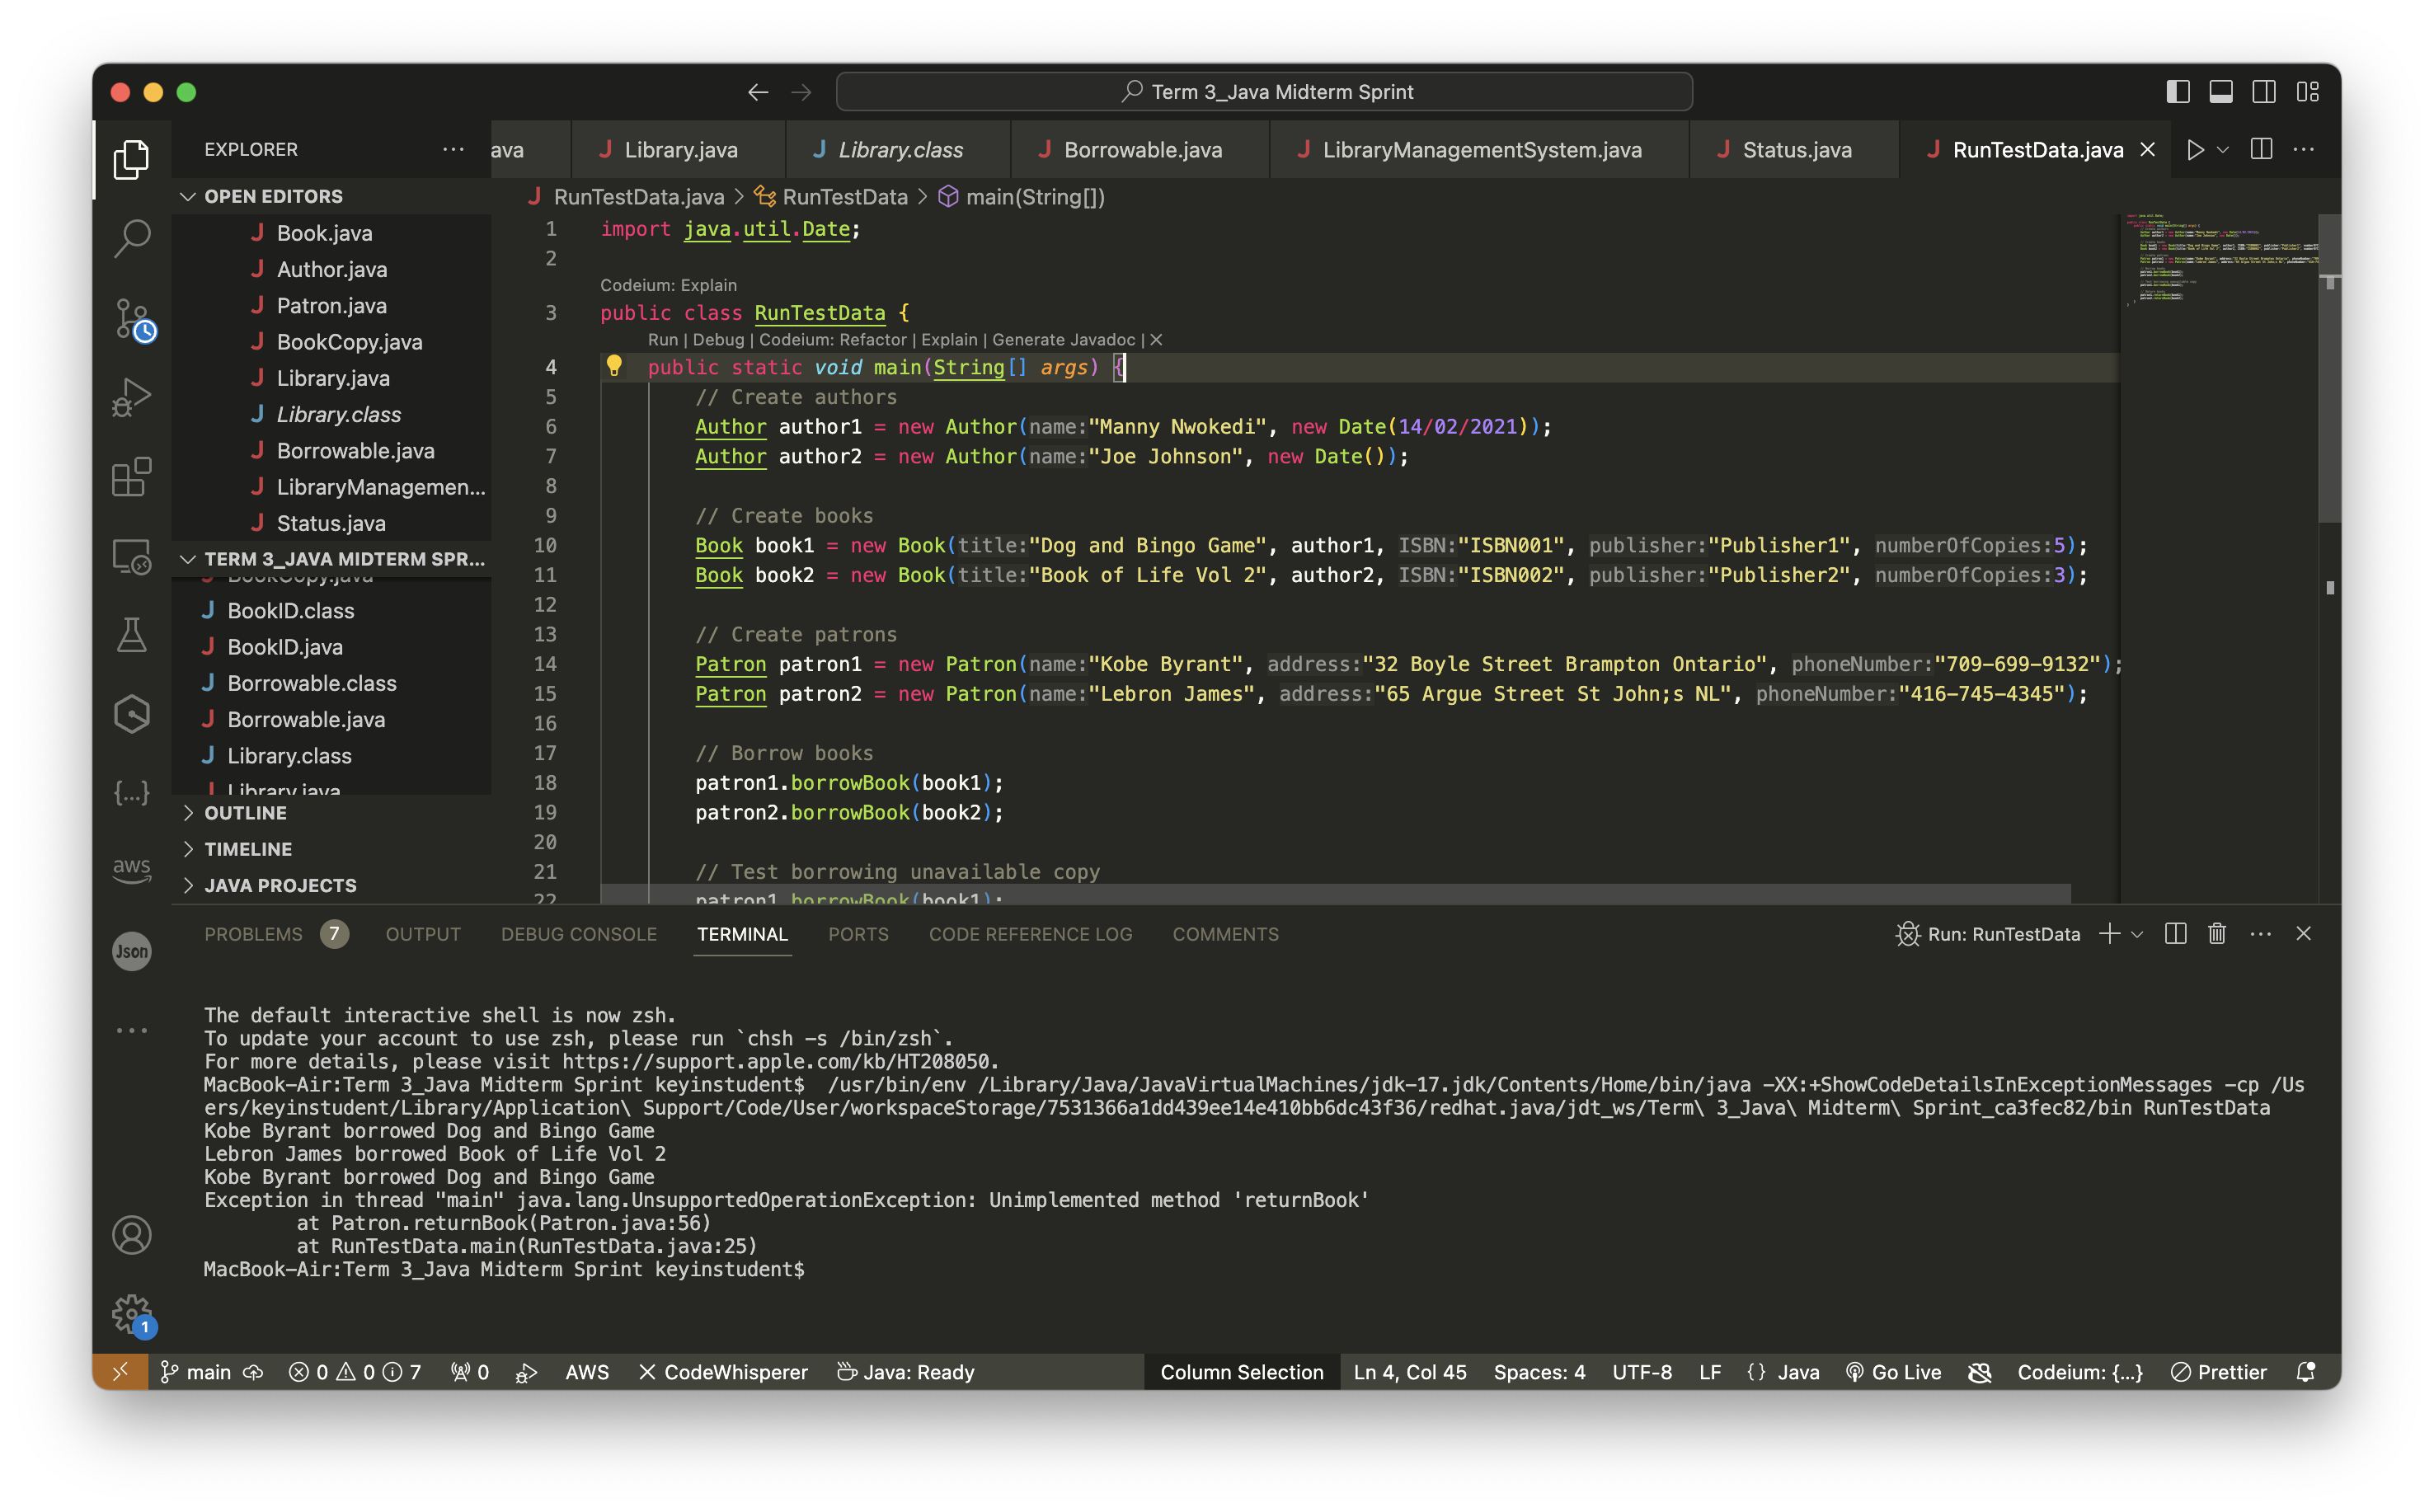 Term 3_Java Midterm Sprint
EXPLORER
ava
Library.java
Library.class
Borrowable.java
LibraryManagementSystem.java
Status.java
RunTestData.java
OPEN EDITORS
Book.java
Author.java
Patron.java
BookCopy.java
Library.java
Library.class
Borrowable.java
LibraryManagemen...
Status.java
TERM 3_JAVA MIDTERM SPR...
BookCopy.java
BookID.class
BookID.java
Borrowable.class
Borrowable.java
Library.class
Library.java
OUTLINE
TIMELINE
JAVA PROJECTS
aws
Json
1
RunTestData.java > RunTestData > main(String[])
1 import java.util.Date;
2
Codeium: Explain
3 public class RunTestData {
Run | Debug | Codeium: Refactor | Explain | Generate Javadoc | ×
4 public static void main(String[] args) {
5 // Create authors
6 Author author1 = new Author(name:"Manny Nwokedi", new Date(14/02/2021));
7 Author author2 = new Author(name:"Joe Johnson", new Date());
8
9 // Create books
10 Book book1 = new Book(title:"Dog and Bingo Game", author1, ISBN:"ISBN001", publisher:"Publisher1", numberOfCopies:5);
11 Book book2 = new Book(title:"Book of Life Vol 2", author2, ISBN:"ISBN002", publisher:"Publisher2", numberOfCopies:3);
12
13 // Create patrons
14 Patron patron1 = new Patron(name:"Kobe Byrant", address:"32 Boyle Street Brampton Ontario", phoneNumber:"709-699-9132");
15 Patron patron2 = new Patron(name:"Lebron James", address:"65 Argue Street St John;s NL", phoneNumber:"416-745-4345");
16
17 // Borrow books
18 patron1.borrowBook(book1);
19 patron2.borrowBook(book2);
20
21 // Test borrowing unavailable copy
22 patron1.borrowBook(book1);
PROBLEMS 7 OUTPUT DEBUG CONSOLE TERMINAL PORTS CODE REFERENCE LOG COMMENTS
Run: RunTestData
The default interactive shell is now zsh.
To update your account to use zsh, please run `chsh -s /bin/zsh`.
For more details, please visit https://support.apple.com/kb/HT208050.
MacBook-Air:Term 3_Java Midterm Sprint keyinstudent$  /usr/bin/env /Library/Java/JavaVirtualMachines/jdk-17.jdk/Contents/Home/bin/java -XX:+ShowCodeDetailsInExceptionMessages -cp /Us
ers/keyinstudent/Library/Application\ Support/Code/User/workspaceStorage/7531366a1dd439ee14e410bb6dc43f36/redhat.java/jdt_ws/Term\ 3_Java\ Midterm\ Sprint_ca3fec82/bin RunTestData
Kobe Byrant borrowed Dog and Bingo Game
Lebron James borrowed Book of Life Vol 2
Kobe Byrant borrowed Dog and Bingo Game
Exception in thread "main" java.lang.UnsupportedOperationException: Unimplemented method 'returnBook'
at Patron.returnBook(Patron.java:56)
at RunTestData.main(RunTestData.java:25)
MacBook-Air:Term 3_Java Midterm Sprint keyinstudent$
main 0 0 7 0 AWS CodeWhisperer Java: Ready Column Selection Ln 4, Col 45 Spaces: 4 UTF-8 LF {} Java Go Live Codeium: {...} Prettier